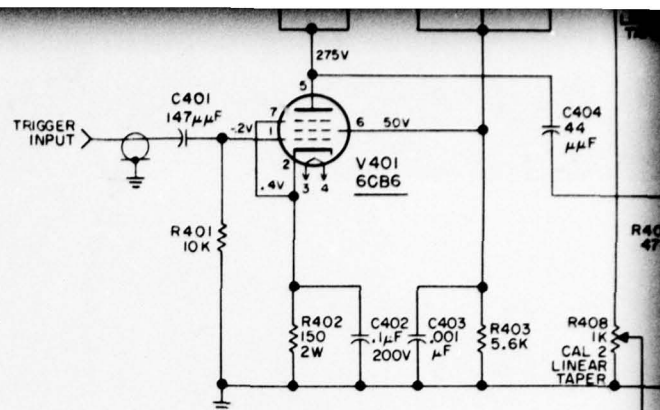 275V
5
C401
147μμF
7
-.2V
1
6
50V
TRIGGER
INPUT
C404
44
μμF
V401
6CB6
2
3
4
.4V
R401
10K
R402
150
2W
C402
.1μF
200V
C403
.001
μF
R403
5.6K
R408
1K
CAL 2
LINEAR
TAPER